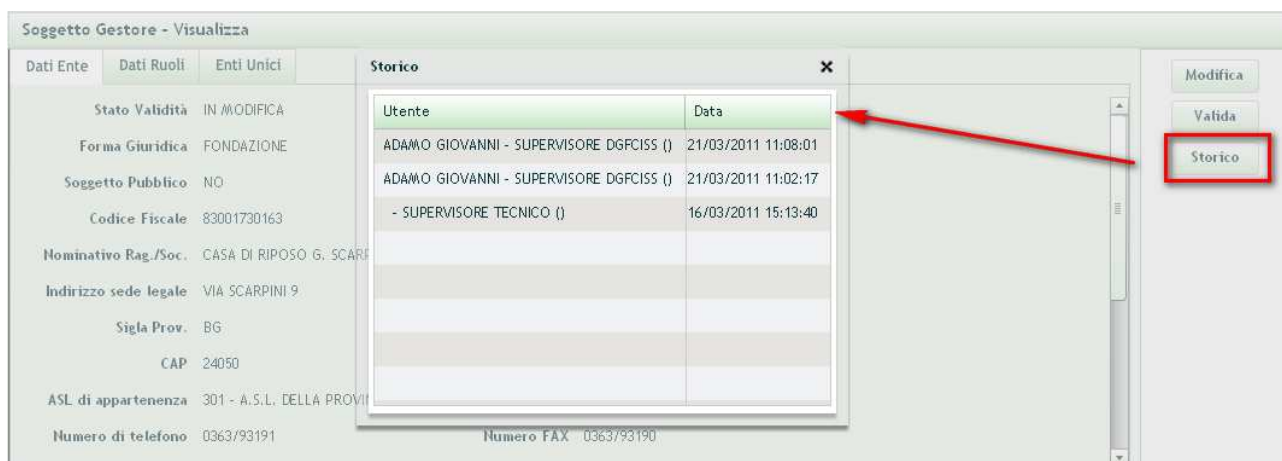 Soggetto Gestore - Visualizza
Dati Ente Dati Ruoli Enti Unici
Storico
Modifica
Valida
Storico
Utente Data
ADAMO GIOVANNI - SUPERVISORE DGFCISS () 21/03/2011 11:08:01
ADAMO GIOVANNI - SUPERVISORE DGFCISS () 21/03/2011 11:02:17
- SUPERVISORE TECNICO () 16/03/2011 15:13:40
Stato Validità IN MODIFICA
Forma Giuridica FONDAZIONE
Soggetto Pubblico NO
Codice Fiscale 83001730163
Nominativo Rag./Soc. CASA DI RIPOSO G.
Indirizzo sede legale VIA SCARPINI 9
Sigla Prov. BG
CAP 24050
ASL di appartenenza 301 - A.S.L. DELLA
Numero di telefono 0363/93191 Numero FAX 0363/93190